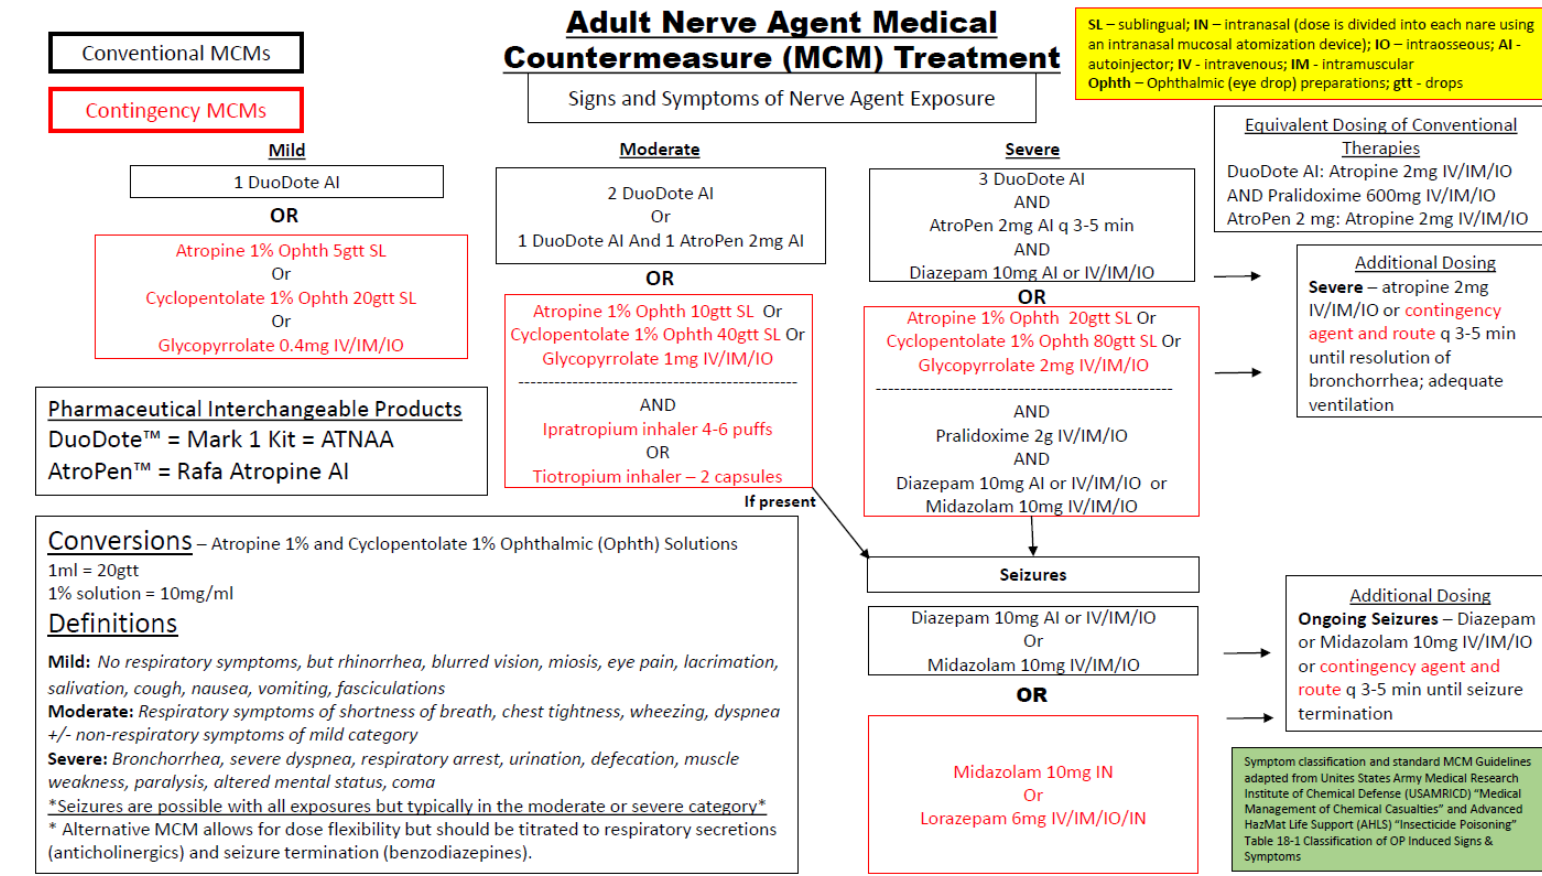 Adult Nerve Agent Medical
Countermeasure (MCM) Treatment
Conventional MCMs
Contingency MCMs
SL – sublingual; IN – intranasal (dose is divided into each nare using
an intranasal mucosal atomization device); IO – intraosseous; AI -
autoinjector; IV - intravenous; IM - intramuscular
Ophth – Ophthalmic (eye drop) preparations; gtt - drops
Signs and Symptoms of Nerve Agent Exposure
Mild
1 DuoDote AI
OR
Atropine 1% Ophth 5gtt SL
Or
Cyclopentolate 1% Ophth 20gtt SL
Or
Glycopyrrolate 0.4mg IV/IM/IO
Moderate
2 DuoDote AI
Or
1 DuoDote AI And 1 AtroPen 2mg AI
OR
Atropine 1% Ophth 10gtt SL Or
Cyclopentolate 1% Ophth 40gtt SL Or
Glycopyrrolate 1mg IV/IM/IO
----------------------------------------------
AND
Ipratropium inhaler 4-6 puffs
OR
Tiotropium inhaler – 2 capsules
If present
Severe
3 DuoDote AI
AND
AtroPen 2mg AI q 3-5 min
AND
Diazepam 10mg AI or IV/IM/IO
OR
Atropine 1% Ophth 20gtt SL Or
Cyclopentolate 1% Ophth 80gtt SL Or
Glycopyrrolate 2mg IV/IM/IO
-------------------------------------------------
AND
Pralidoxime 2g IV/IM/IO
AND
Diazepam 10mg AI or IV/IM/IO or
Midazolam 10mg IV/IM/IO
Seizures
Diazepam 10mg AI or IV/IM/IO
Or
Midazolam 10mg IV/IM/IO
OR
Midazolam 10mg IN
Or
Lorazepam 6mg IV/IM/IO/IN
Equivalent Dosing of Conventional
Therapies
DuoDote AI: Atropine 2mg IV/IM/IO
AND Pralidoxime 600mg IV/IM/IO
AtroPen 2 mg: Atropine 2mg IV/IM/IO
Additional Dosing
Severe – atropine 2mg
IV/IM/IO or contingency
agent and route q 3-5 min
until resolution of
bronchorrhea; adequate
ventilation
Additional Dosing
Ongoing Seizures – Diazepam
or Midazolam 10mg IV/IM/IO
or contingency agent and
route q 3-5 min until seizure
termination
Pharmaceutical Interchangeable Products
DuoDote™ = Mark 1 Kit = ATNAA
AtroPen™ = Rafa Atropine AI
Conversions – Atropine 1% and Cyclopentolate 1% Ophthalmic (Ophth) Solutions
1ml = 20gtt
1% solution = 10mg/ml
Definitions
Mild: No respiratory symptoms, but rhinorrhea, blurred vision, miosis, eye pain, lacrimation,
salivation, cough, nausea, vomiting, fasciculations
Moderate: Respiratory symptoms of shortness of breath, chest tightness, wheezing, dyspnea
+/- non-respiratory symptoms of mild category
Severe: Bronchorrhea, severe dyspnea, respiratory arrest, urination, defecation, muscle
weakness, paralysis, altered mental status, coma
*Seizures are possible with all exposures but typically in the moderate or severe category*
* Alternative MCM allows for dose flexibility but should be titrated to respiratory secretions
(anticholinergics) and seizure termination (benzodiazepines).
Symptom classification and standard MCM Guidelines
adapted from Unites States Army Medical Research
Institute of Chemical Defense (USAMRICD) “Medical
Management of Chemical Casualties” and Advanced
HazMat Life Support (AHLS) “Insecticide Poisoning”
Table 18-1 Classification of OP Induced Signs &
Symptoms